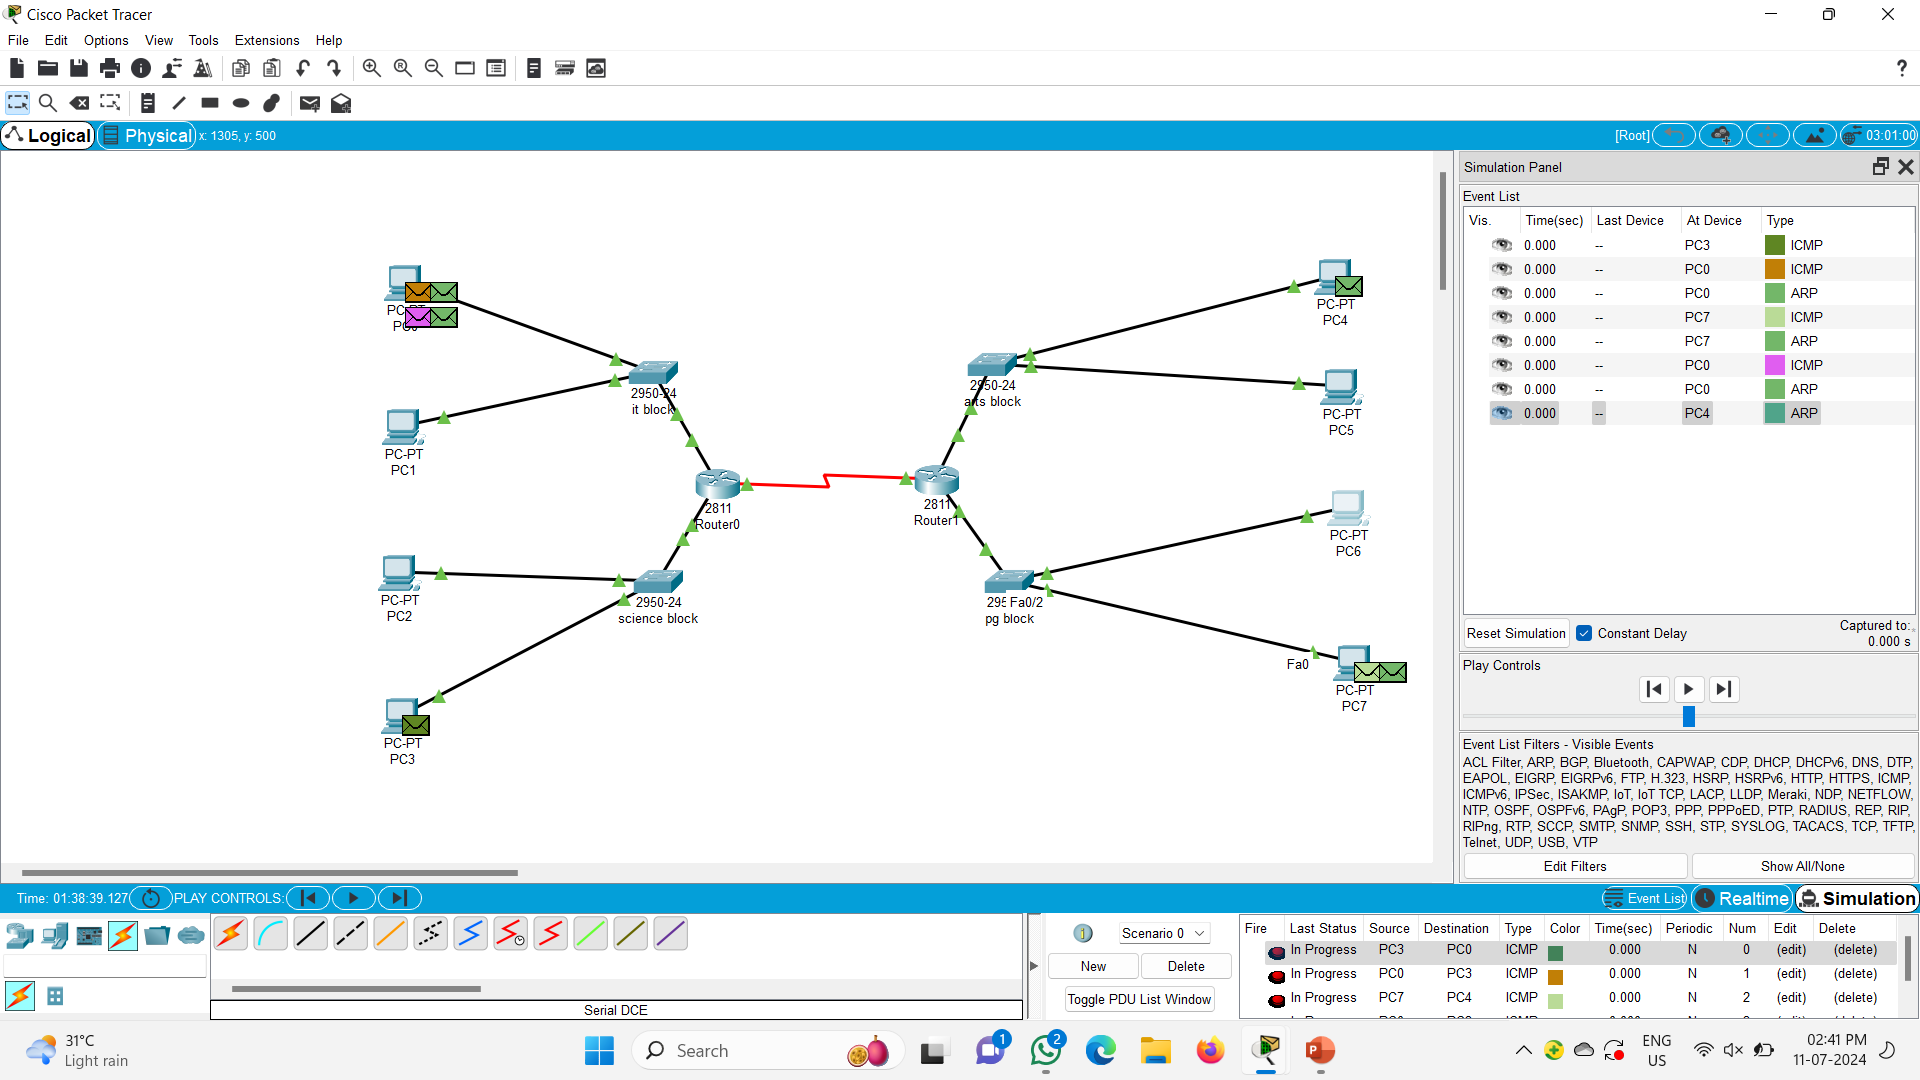 Cisco Packet Tracer
File Edit Options View Tools Extensions Help
?
Logical Physical x: 1305, y: 500
[Root] 03:01:00
PC-PT
PC4
2950-24
it block
2950-24
arts block
PC-PT
PC5
PC-PT
PC1
2811
Router0
2811
Router1
PC-PT
PC6
PC-PT
PC2
2950-24
science block
Fa0/2
pg block
Fa0
PC-PT
PC7
PC-PT
PC3
Simulation Panel
Event List
Vis. Time(sec) Last Device At Device Type
0.000 -- PC3 ICMP
0.000 -- PC0 ICMP
0.000 -- PC0 ARP
0.000 -- PC7 ICMP
0.000 -- PC7 ARP
0.000 -- PC0 ICMP
0.000 -- PC0 ARP
0.000 -- PC4 ARP
Reset Simulation Constant Delay Captured to:
0.000 s
Play Controls
Event List Filters - Visible Events
ACL Filter, ARP, BGP, Bluetooth, CAPWAP, CDP, DHCP, DHCPv6, DNS, DTP,
EAPOL, EIGRP, EIGRPv6, FTP, H.323, HSRP, HSRPv6, HTTP, HTTPS, ICMP,
ICMPv6, IPSec, ISAKMP, IoT, IoT TCP, LACP, LLDP, Meraki, NDP, NETFLOW,
NTP, OSPF, OSPFv6, PAgP, POP3, PPP, PPPoED, PTP, RADIUS, REP, RIP,
RIPng, RTP, SCCP, SMTP, SNMP, SSH, STP, SYSLOG, TACACS, TCP, TFTP,
Telnet, UDP, USB, VTP
Edit Filters Show All/None
Time: 01:38:39.127 PLAY CONTROLS:
Event List Realtime Simulation
Serial DCE
Scenario 0
New Delete
Toggle PDU List Window
Fire Last Status Source Destination Type Color Time(sec) Periodic Num Edit Delete
In Progress PC3 PC0 ICMP 0.000 N 0 (edit) (delete)
In Progress PC0 PC3 ICMP 0.000 N 1 (edit) (delete)
In Progress PC7 PC4 ICMP 0.000 N 2 (edit) (delete)
31°C
Light rain
Search
1
2
ENG
US
02:41 PM
11-07-2024